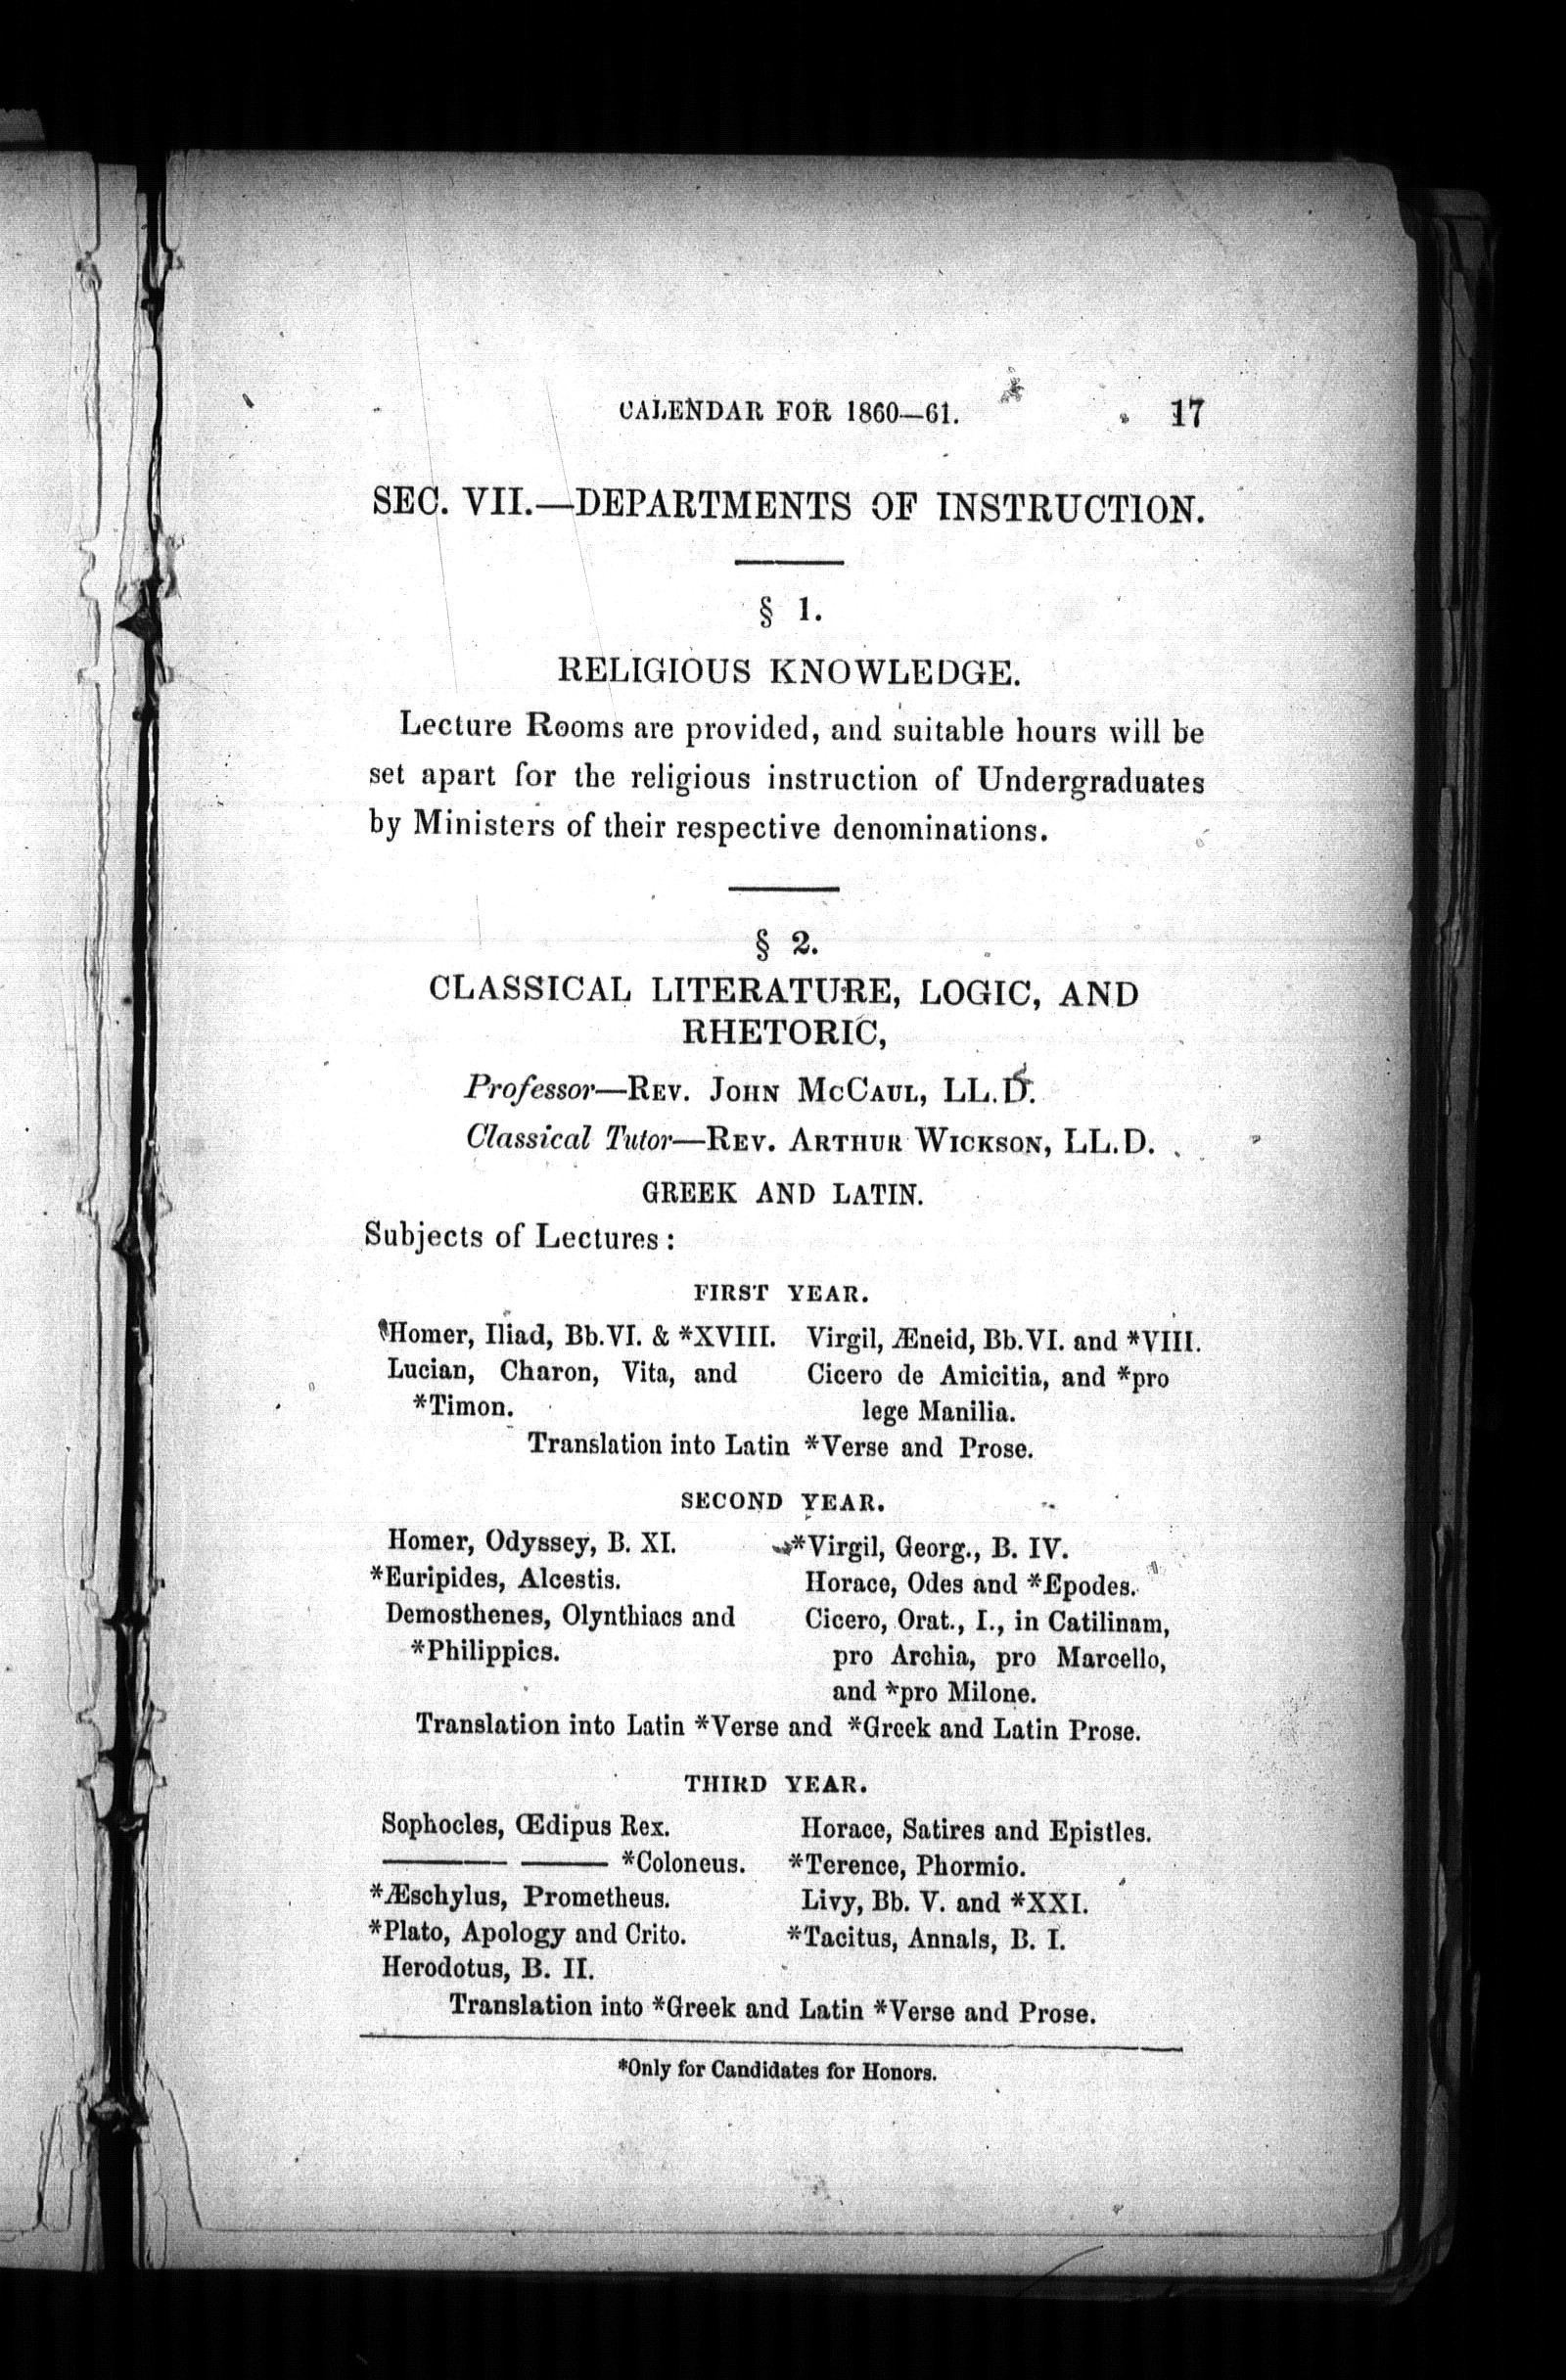 CALENDAR FOR 1860—61. 17
SEC. VII.—DEPARTMENTS OF INSTRUCTION.
§ 1.
RELIGIOUS KNOWLEDGE.
Lecture Rooms are provided, and suitable hours will be
set apart for the religious instruction of Undergraduates
by Ministers of their respective denominations.
§ 2.
CLASSICAL LITERATURE, LOGIC, AND
RHETORIC,
Professor—REV. JOHN MCCAUL, LL.D.
Classical Tutor—REV. ARTHUR WICKSON, LL.D.
GREEK AND LATIN.
Subjects of Lectures:
FIRST YEAR.
Homer, Iliad, Bb.VI. & *XVIII.
Lucian, Charon, Vita, and
*Timon.
Virgil, Æneid, Bb.VI. and *VIII.
Cicero de Amicitia, and *pro
lege Manilia.
Translation into Latin *Verse and Prose.
SECOND YEAR.
Homer, Odyssey, B. XI.
*Euripides, Alcestis.
Demosthenes, Olynthiacs and
*Philippics.
*Virgil, Georg., B. IV.
Horace, Odes and *Epodes.
Cicero, Orat., I., in Catilinam,
pro Archia, pro Marcello,
and *pro Milone.
Translation into Latin *Verse and *Greek and Latin Prose.
THIRD YEAR.
Sophocles, Œdipus Rex.
——— ——— *Coloneus.
*Æschylus, Prometheus.
*Plato, Apology and Crito.
Herodotus, B. II.
Horace, Satires and Epistles.
*Terence, Phormio.
Livy, Bb. V. and *XXI.
*Tacitus, Annals, B. I.
Translation into *Greek and Latin *Verse and Prose.
*Only for Candidates for Honors.